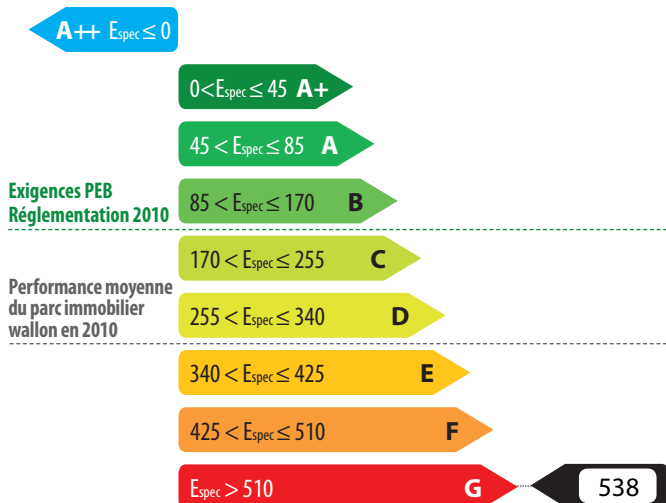 A++ Espec ≤ 0
0 < Espec ≤ 45 A+
45 < Espec ≤ 85 A
Exigences PEB
Réglementation 2010
85 < Espec ≤ 170 B
170 < Espec ≤ 255 C
Performance moyenne
du parc immobilier
wallon en 2010
255 < Espec ≤ 340 D
340 < Espec ≤ 425 E
425 < Espec ≤ 510 F
Espec > 510 G 538